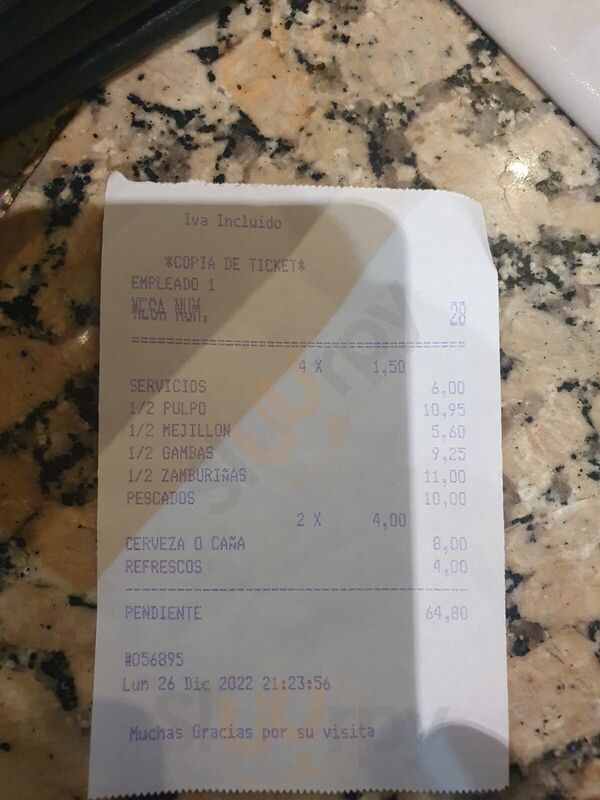 Iva Incluido
*COPIA DE TICKET*
EMPLEADO 1
MESA NUM. 28
4 X 1,50
SERVICIOS 6,00
1/2 PULPO 10,95
1/2 MEJILLON 5,60
1/2 GAMBAS 9,25
1/2 ZAMBURIÑAS 11,00
PESCADOS 10,00
2 X 4,00
CERVEZA O CAÑA 8,00
REFRESCOS 4,00
PENDIENTE 64,80
#056895
Lun 26 Dic 2022 21:23:56
Muchas Gracias por su visita
sluurpy
sluurpy